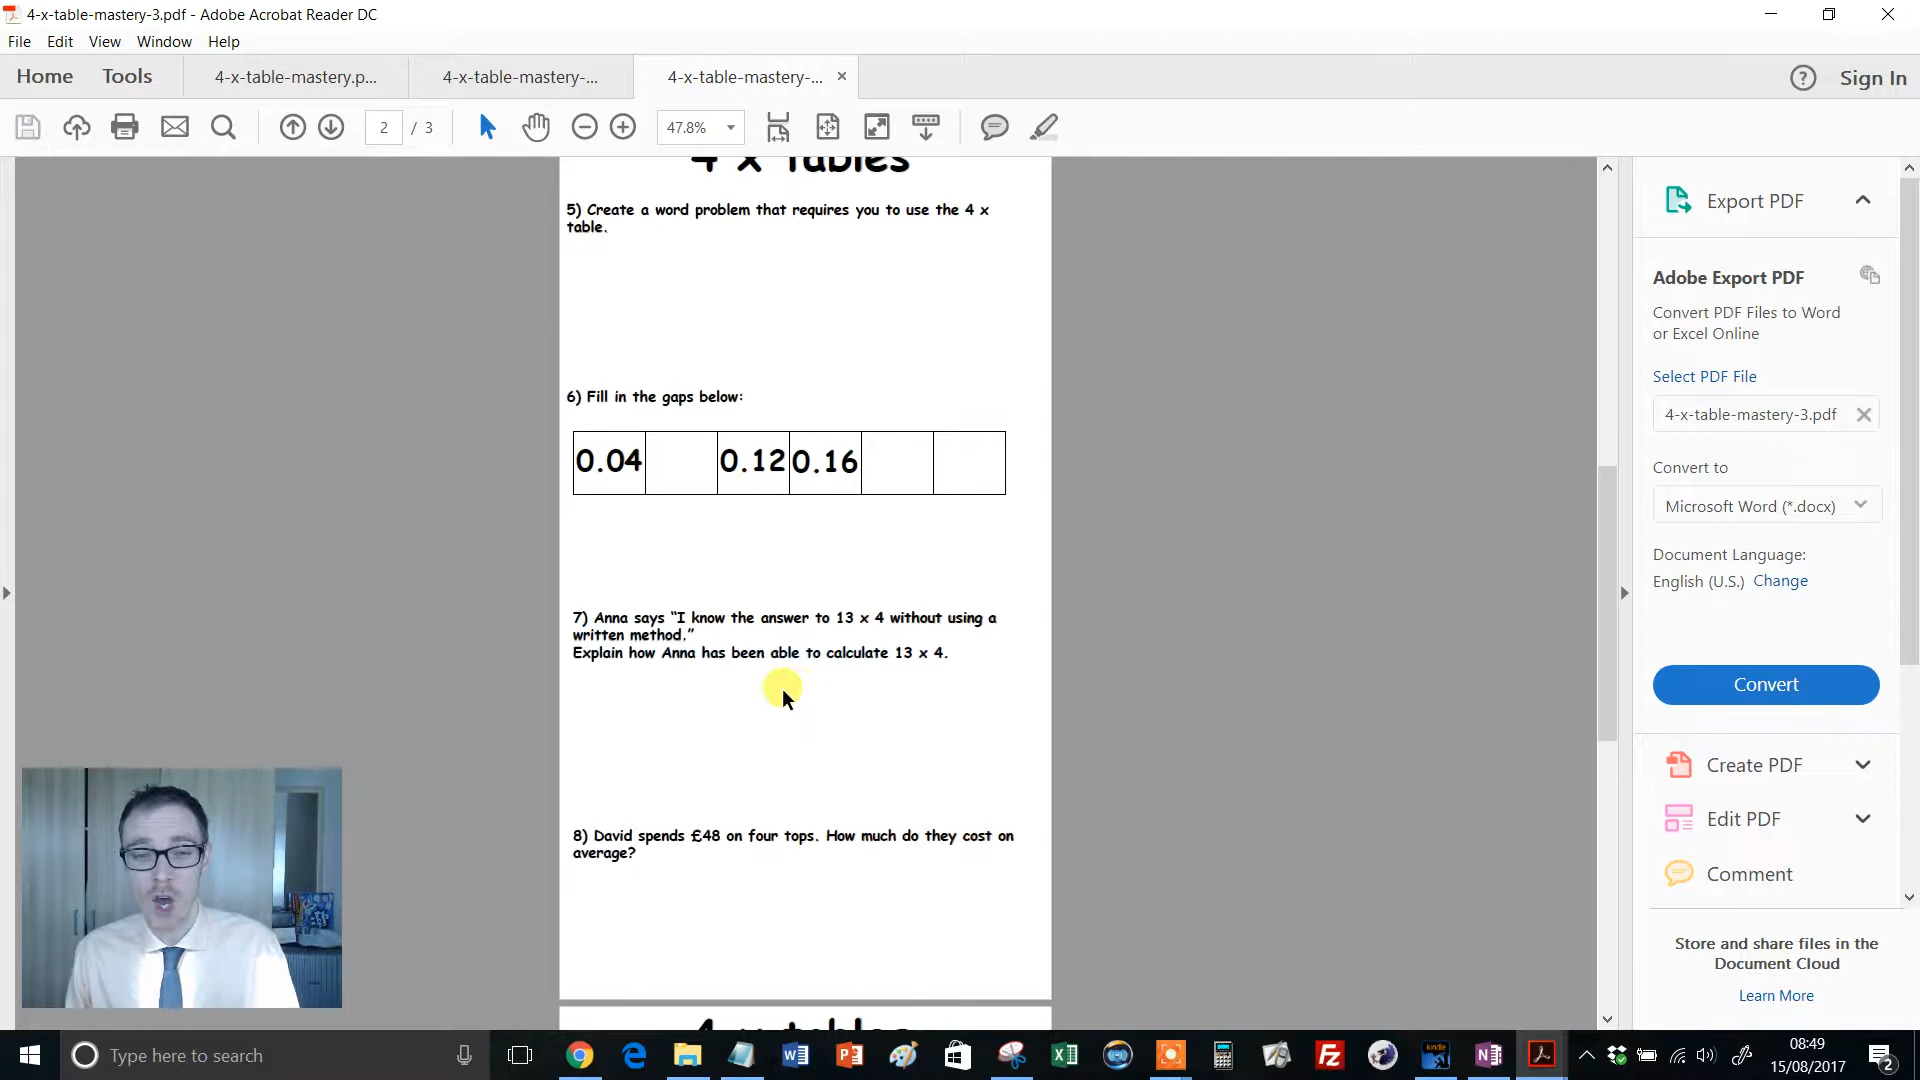 4-x-table-mastery-3.pdf - Adobe Acrobat Reader DC
File Edit View Window Help
Home Tools 4-x-table-mastery.p... 4-x-table-mastery-... 4-x-table-mastery-... Sign In
2 / 3 47.8%
4 x Tables
5) Create a word problem that requires you to use the 4 x
table.
6) Fill in the gaps below:
0.04 0.12 0.16
7) Anna says “I know the answer to 13 x 4 without using a
written method.”
Explain how Anna has been able to calculate 13 x 4.
8) David spends £48 on four tops. How much do they cost on
average?
4 x tables
Export PDF
Adobe Export PDF
Convert PDF Files to Word
or Excel Online
Select PDF File
4-x-table-mastery-3.pdf
Convert to
Microsoft Word (*.docx)
Document Language:
English (U.S.) Change
Convert
Create PDF
Edit PDF
Comment
Store and share files in the
Document Cloud
Learn More
Type here to search
kindle
08:49
15/08/2017
2